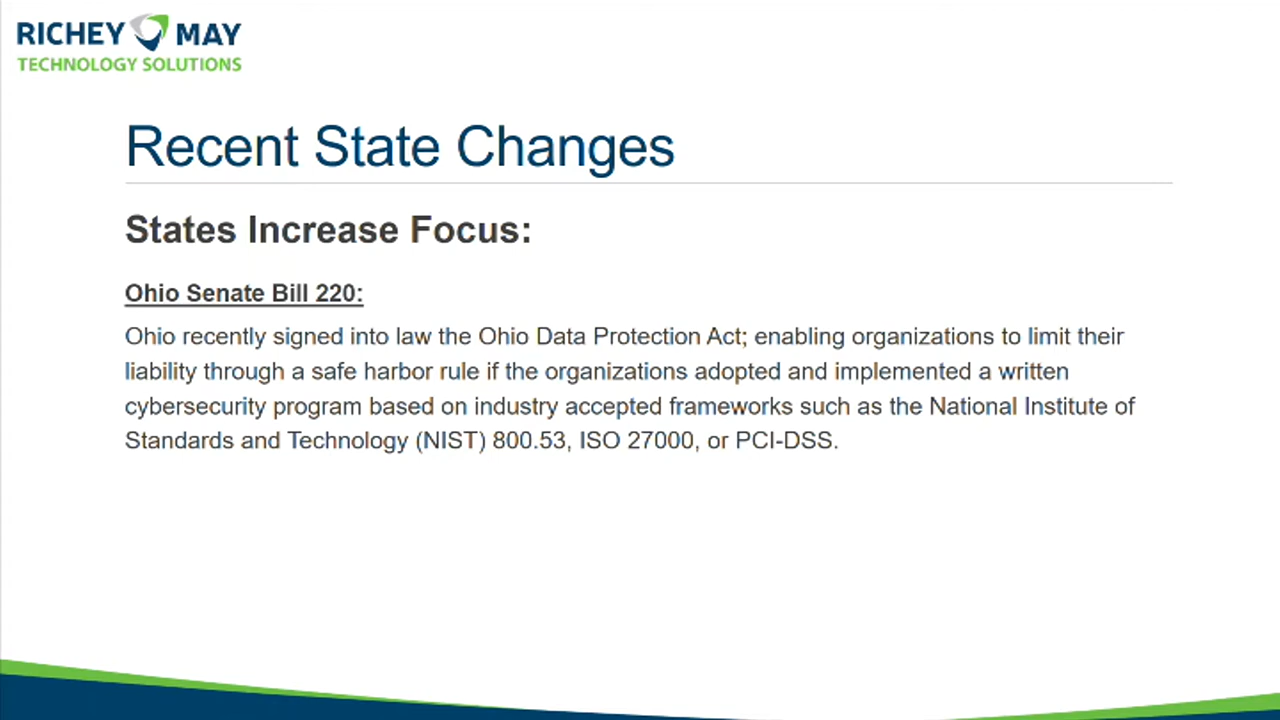 RICHEY MAY
TECHNOLOGY SOLUTIONS
Recent State Changes
States Increase Focus:
Ohio Senate Bill 220:
Ohio recently signed into law the Ohio Data Protection Act; enabling organizations to limit their
liability through a safe harbor rule if the organizations adopted and implemented a written
cybersecurity program based on industry accepted frameworks such as the National Institute of
Standards and Technology (NIST) 800.53, ISO 27000, or PCI-DSS.